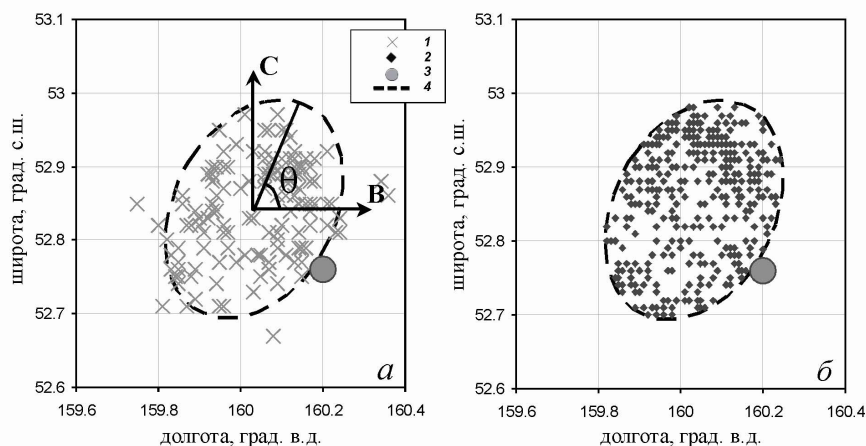 53.1
53
52.9
52.8
52.7
52.6
159.6 159.8 160 160.2 160.4
широта, град. с.ш.
долгота, град. в.д.
C
B
θ
a
1
2
3
4
53.1
53
52.9
52.8
52.7
52.6
159.6 159.8 160 160.2 160.4
широта, град. с.ш.
долгота, град. в.д.
б